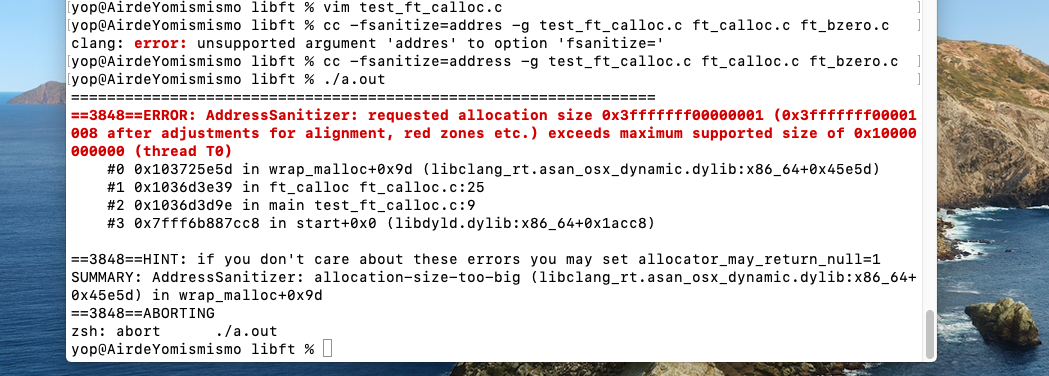 yop@AirdeYomismismo libft % vim test_ft_calloc.c
[yop@AirdeYomismismo libft % cc -fsanitize=addres -g test_ft_calloc.c ft_calloc.c ft_bzero.c ]
clang: error: unsupported argument 'addres' to option 'fsanitize='
[yop@AirdeYomismismo libft % cc -fsanitize=address -g test_ft_calloc.c ft_calloc.c ft_bzero.c ]
[yop@AirdeYomismismo libft % ./a.out ]
=================================================================
==3848==ERROR: AddressSanitizer: requested allocation size 0x3fffffff00000001 (0x3fffffff00001
008 after adjustments for alignment, red zones etc.) exceeds maximum supported size of 0x10000
000000 (thread T0)
#0 0x103725e5d in wrap_malloc+0x9d (libclang_rt.asan_osx_dynamic.dylib:x86_64+0x45e5d)
#1 0x1036d3e39 in ft_calloc ft_calloc.c:25
#2 0x1036d3d9e in main test_ft_calloc.c:9
#3 0x7fff6b887cc8 in start+0x0 (libdyld.dylib:x86_64+0x1acc8)
==3848==HINT: if you don't care about these errors you may set allocator_may_return_null=1
SUMMARY: AddressSanitizer: allocation-size-too-big (libclang_rt.asan_osx_dynamic.dylib:x86_64+
0x45e5d) in wrap_malloc+0x9d
==3848==ABORTING
zsh: abort      ./a.out
yop@AirdeYomismismo libft %